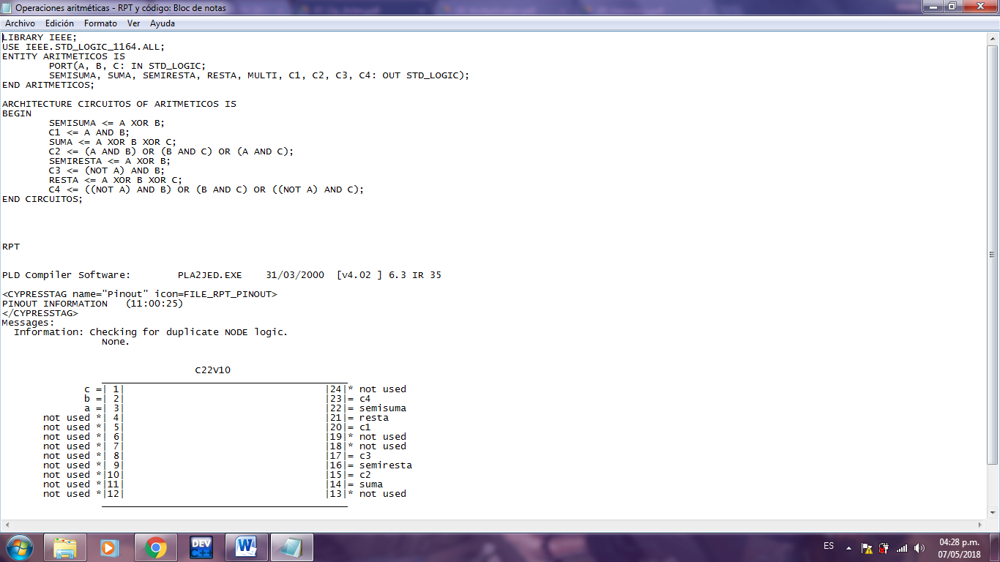 Operaciones aritméticas - RPT y código: Bloc de notas
Archivo Edición Formato Ver Ayuda
LIBRARY IEEE;
USE IEEE.STD_LOGIC_1164.ALL;
ENTITY ARITMETICOS IS
PORT(A, B, C: IN STD_LOGIC;
SEMISUMA, SUMA, SEMIRESTA, RESTA, MULTI, C1, C2, C3, C4: OUT STD_LOGIC);
END ARITMETICOS;
ARCHITECTURE CIRCUITOS OF ARITMETICOS IS
BEGIN
SEMISUMA <= A XOR B;
C1 <= A AND B;
SUMA <= A XOR B XOR C;
C2 <= (A AND B) OR (B AND C) OR (A AND C);
SEMIRESTA <= A XOR B;
C3 <= (NOT A) AND B;
RESTA <= A XOR B XOR C;
C4 <= ((NOT A) AND B) OR (B AND C) OR ((NOT A) AND C);
END CIRCUITOS;
RPT
PLD Compiler Software: PLA2JED.EXE 31/03/2000 [v4.02 ] 6.3 IR 35
<CYPRESSTAG name="Pinout" icon=FILE_RPT_PINOUT>
PINOUT INFORMATION (11:00:25)
</CYPRESSTAG>
Messages:
Information: Checking for duplicate NODE logic.
None.
C22V10
c =| 1| |24|* not used
b =| 2| |23|= c4
a =| 3| |22|= semisuma
not used *| 4| |21|= resta
not used *| 5| |20|= c1
not used *| 6| |19|* not used
not used *| 7| |18|* not used
not used *| 8| |17|= c3
not used *| 9| |16|= semiresta
not used *|10| |15|= c2
not used *|11| |14|= suma
not used *|12| |13|* not used
DEV C++
W
ES
04:28 p.m.
07/05/2018